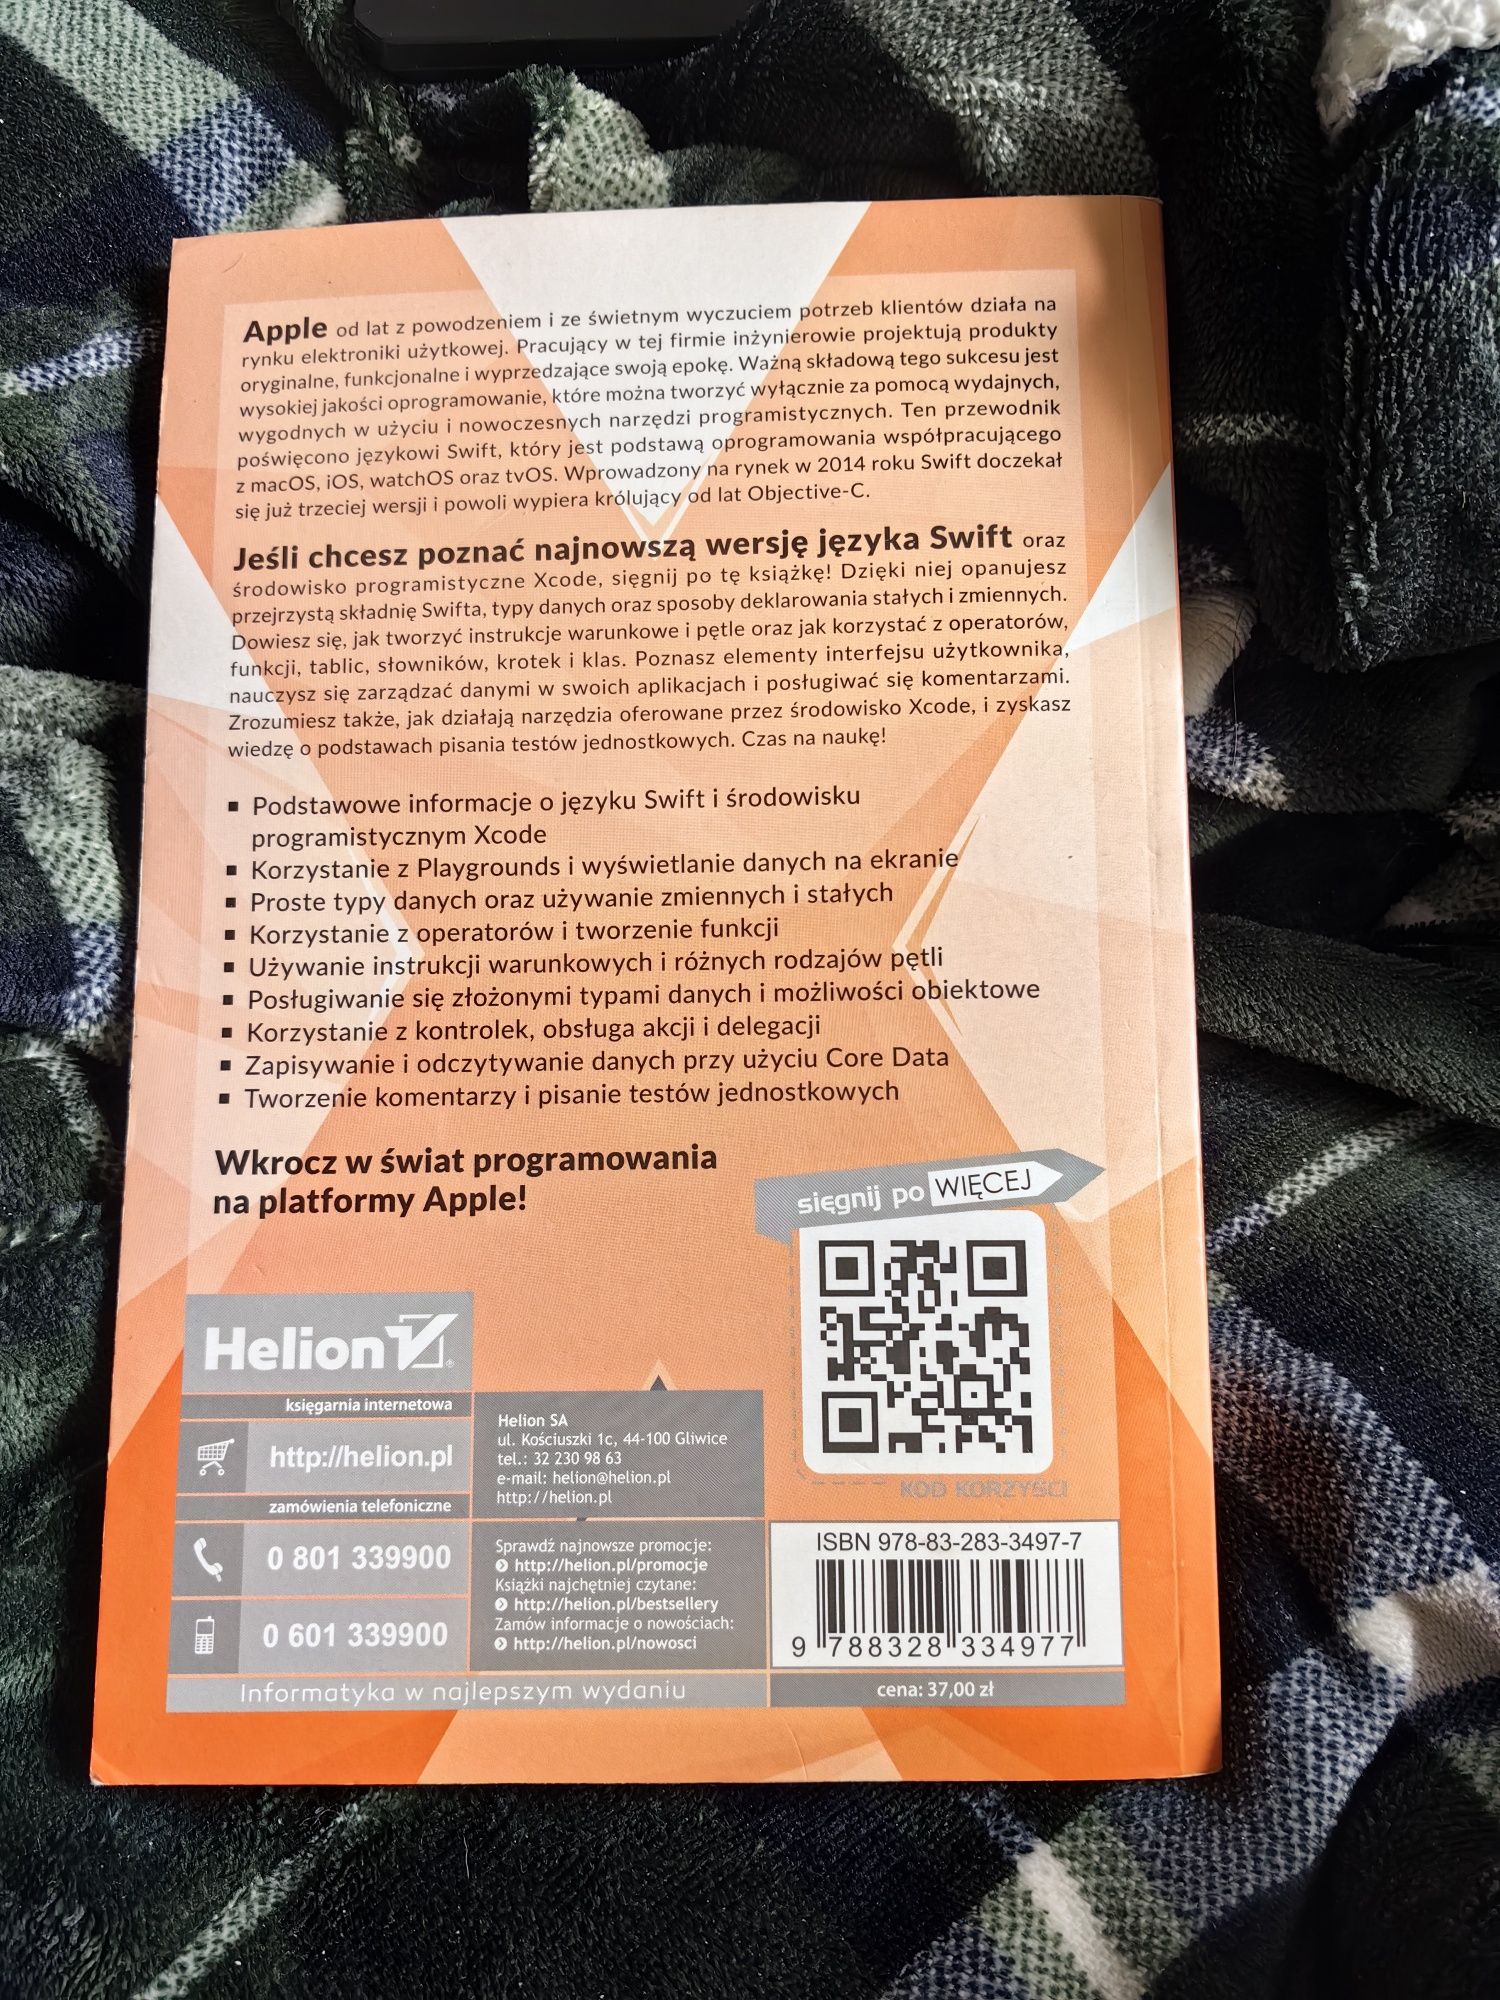 Apple od lat z powodzeniem i ze świetnym wyczuciem potrzeb klientów działa na
rynku elektroniki użytkowej. Pracujący w tej firmie inżynierowie projektują produkty
oryginalne, funkcjonalne i wyprzedzające swoją epokę. Ważną składową tego sukcesu jest
wysokiej jakości oprogramowanie, które można tworzyć wyłącznie za pomocą wydajnych,
wygodnych w użyciu i nowoczesnych narzędzi programistycznych. Ten przewodnik
poświęcono językowi Swift, który jest podstawą oprogramowania współpracującego
z macOS, iOS, watchOS oraz tvOS. Wprowadzony na rynek w 2014 roku Swift doczekał
się już trzeciej wersji i powoli wypiera królujący od lat Objective-C.
Jeśli chcesz poznać najnowszą wersję języka Swift oraz
środowisko programistyczne Xcode, sięgnij po tę książkę! Dzięki niej opanujesz
przejrzystą składnię Swifta, typy danych oraz sposoby deklarowania stałych i zmiennych.
Dowiesz się, jak tworzyć instrukcje warunkowe i pętle oraz jak korzystać z operatorów,
funkcji, tablic, słowników, krotek i klas. Poznasz elementy interfejsu użytkownika,
nauczysz się zarządzać danymi w swoich aplikacjach i posługiwać się komentarzami.
Zrozumiesz także, jak działają narzędzia oferowane przez środowisko Xcode, i zyskasz
wiedzę o podstawach pisania testów jednostkowych. Czas na naukę!
▪ Podstawowe informacje o języku Swift i środowisku
programistycznym Xcode
▪ Korzystanie z Playgrounds i wyświetlanie danych na ekranie
▪ Proste typy danych oraz używanie zmiennych i stałych
▪ Korzystanie z operatorów i tworzenie funkcji
▪ Używanie instrukcji warunkowych i różnych rodzajów pętli
▪ Posługiwanie się złożonymi typami danych i możliwości obiektowe
▪ Korzystanie z kontrolek, obsługa akcji i delegacji
▪ Zapisywanie i odczytywanie danych przy użyciu Core Data
▪ Tworzenie komentarzy i pisanie testów jednostkowych
Wkrocz w świat programowania
na platformy Apple!
sięgnij po WIĘCEJ
KOD KORZYŚCI
Helion®
księgarnia internetowa
http://helion.pl
zamówienia telefoniczne
0 801 339900
0 601 339900
Helion SA
ul. Kościuszki 1c, 44-100 Gliwice
tel.: 32 230 98 63
e-mail: helion@helion.pl
http://helion.pl
Sprawdź najnowsze promocje:
http://helion.pl/promocje
Książki najchętniej czytane:
http://helion.pl/bestsellery
Zamów informacje o nowościach:
http://helion.pl/nowosci
Informatyka w najlepszym wydaniu
ISBN 978-83-283-3497-7
9 788328 334977
cena: 37,00 zł